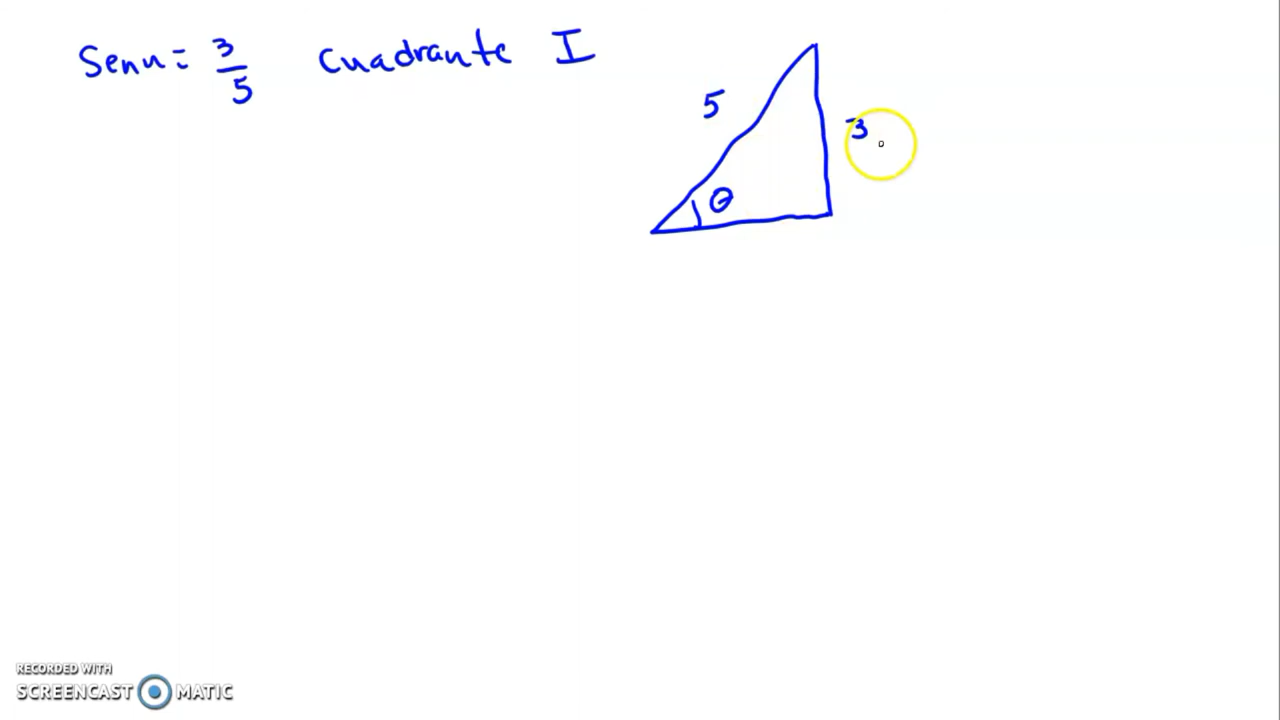 Senu = 3/5 Cuadrante I
5
3
θ
RECORDED WITH
SCREENCAST MATIC